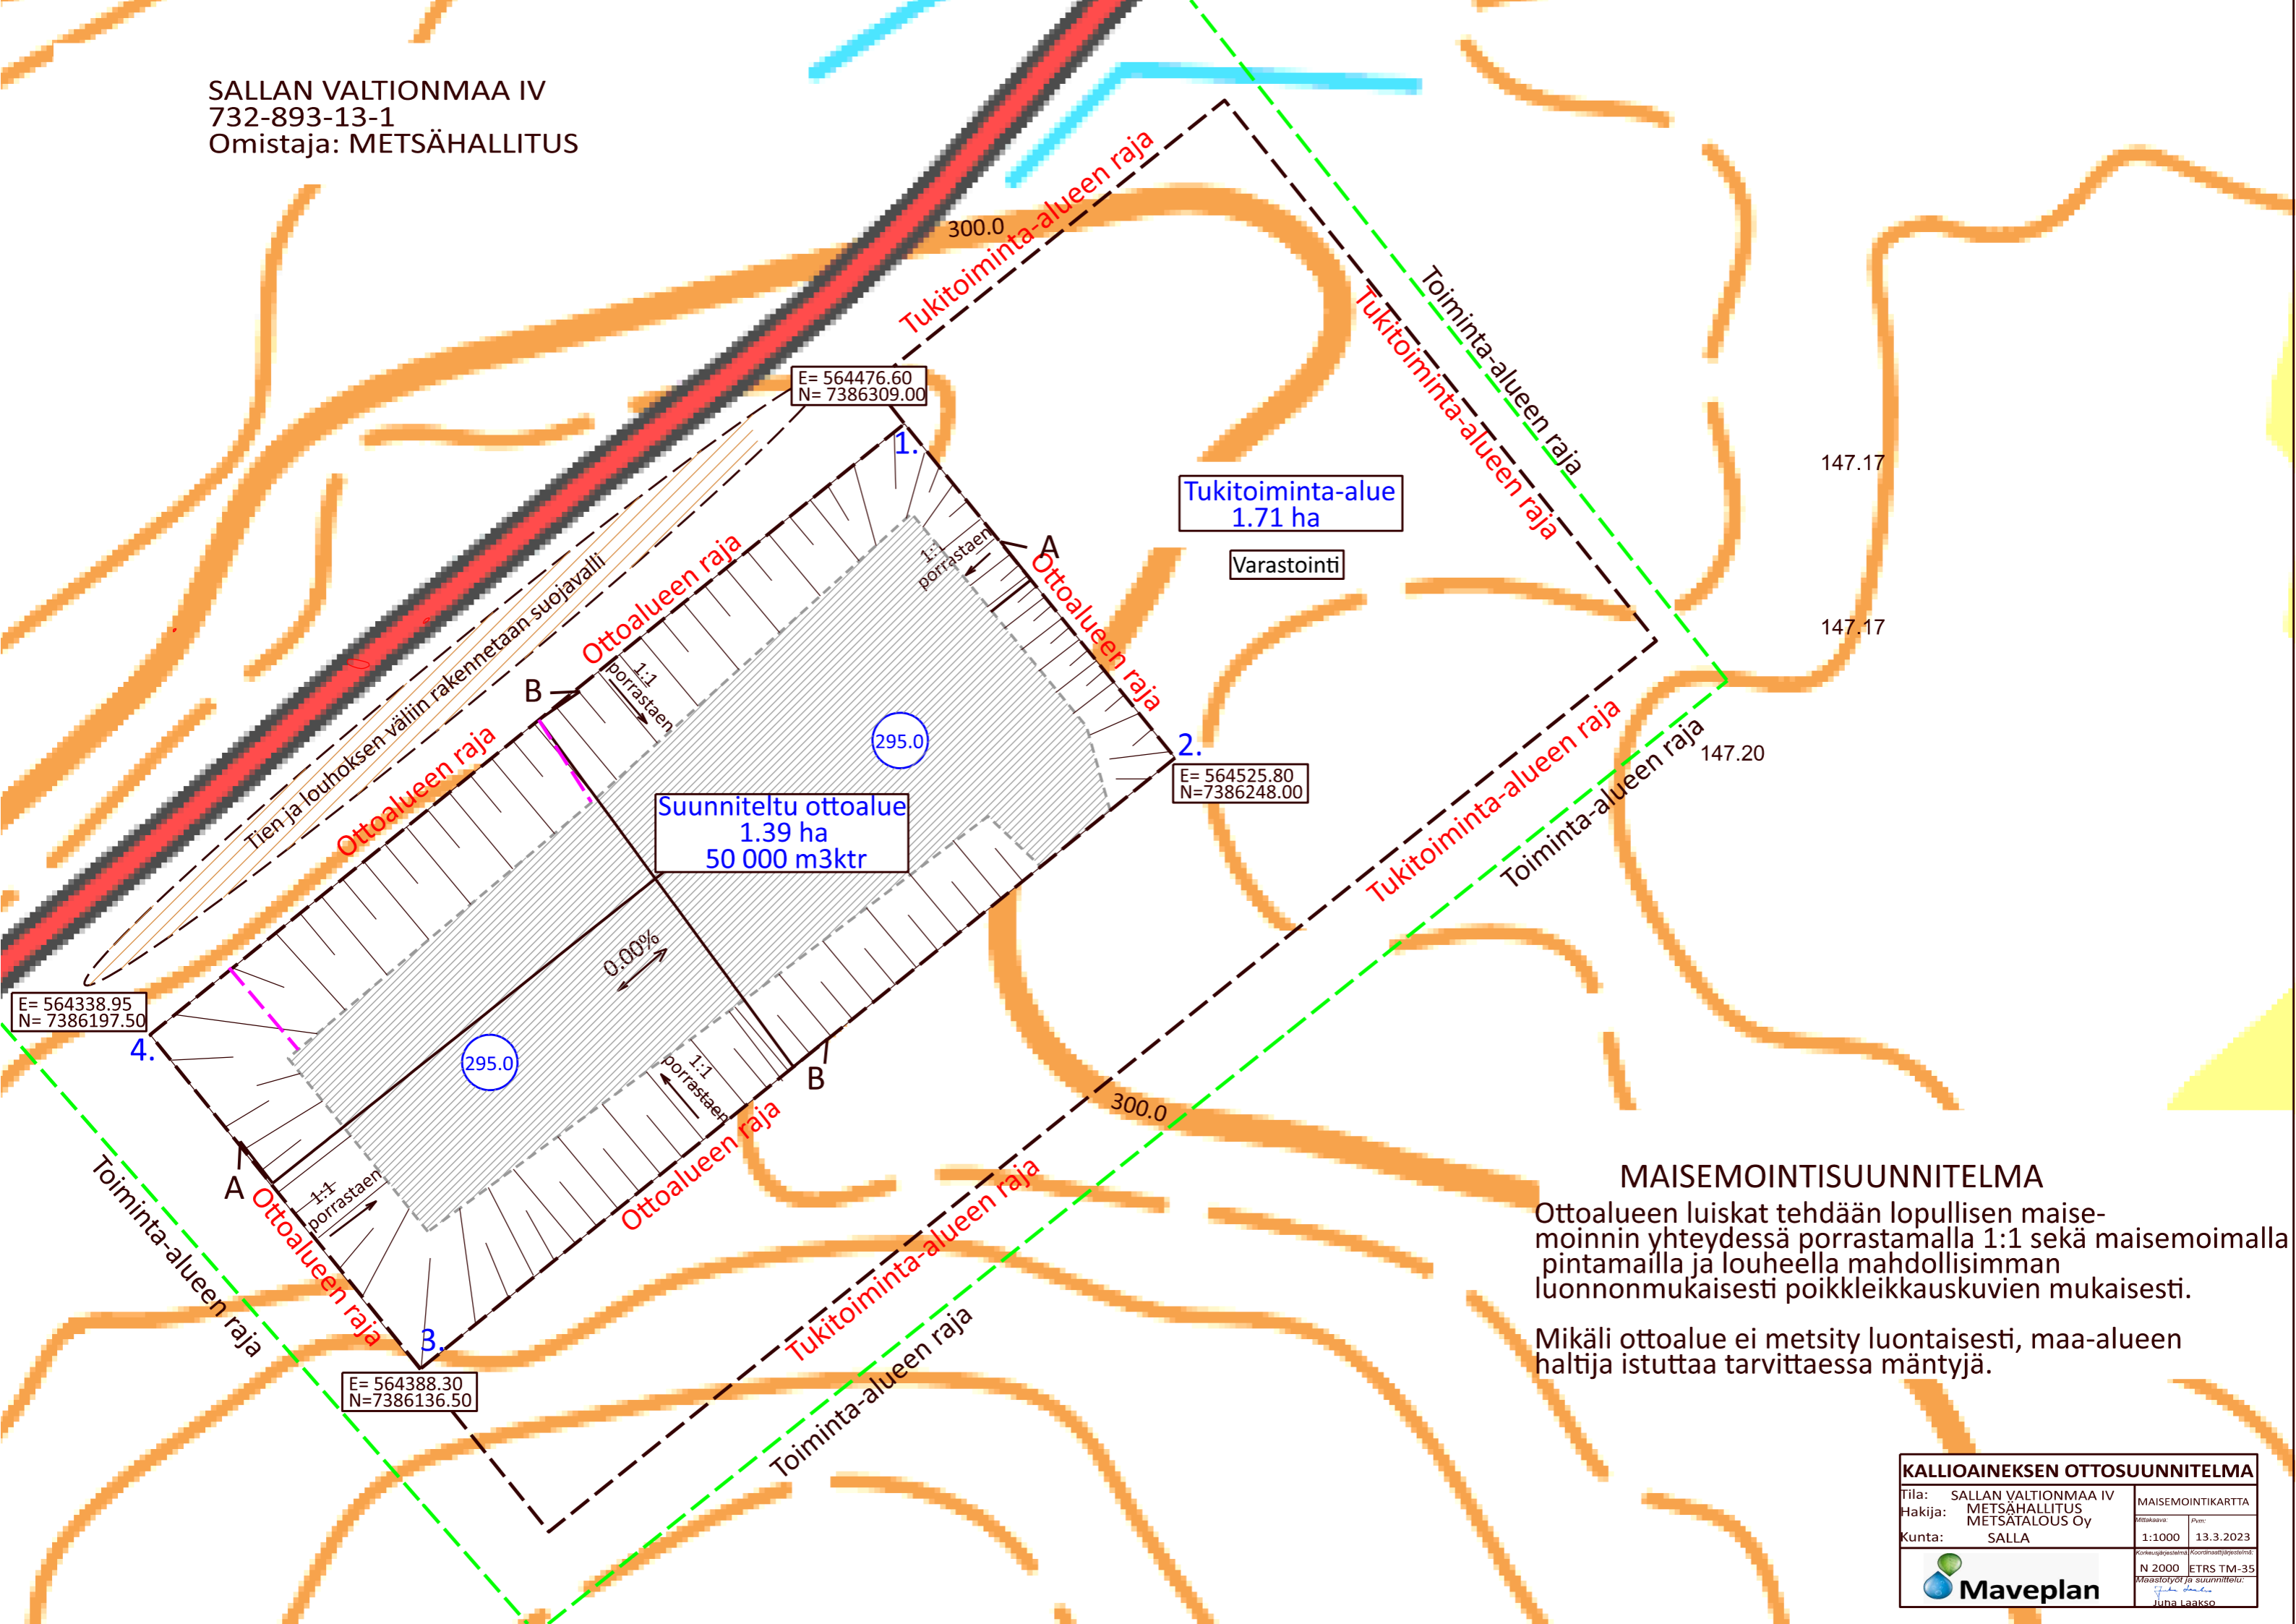 SALLAN VALTIONMAA IV
732-893-13-1
Omistaja: METSÄHALLITUS
300.0
Tukitoiminta-alueen raja
Toiminta-alueen raja
Tukitoiminta-alueen raja
E= 564476.60
N= 7386309.00
1.
147.17
Tukitoiminta-alue
1.71 ha
Varastointi
A
1:1
porrastaen
Ottoalueen raja
Ottoalueen raja
147.17
Tien ja louhoksen väliin rakennetaan suojavalli
B
1:1
porrastaen
295.0
2.
147.20
E= 564525.80
N=7386248.00
Ottoalueen raja
Suunniteltu ottoalue
1.39 ha
50 000 m3ktr
Tukitoiminta-alueen raja
Toiminta-alueen raja
0.00%
E= 564338.95
N= 7386197.50
4.
295.0
1:1
porrastaen
B
300.0
Ottoalueen raja
A
1:1
porrastaen
Ottoalueen raja
Toiminta-alueen raja
Tukitoiminta-alueen raja
Toiminta-alueen raja
3.
E= 564388.30
N=7386136.50
MAISEMOINTISUUNNITELMA
Ottoalueen luiskat tehdään lopullisen maise-
moinnin yhteydessä porrastamalla 1:1 sekä maisemoimalla
pintamailla ja louheella mahdollisimman
luonnonmukaisesti poikkleikkauskuvien mukaisesti.
Mikäli ottoalue ei metsity luontaisesti, maa-alueen
haltija istuttaa tarvittaessa mäntyjä.
KALLIOAINEKSEN OTTOSUUNNITELMA
Tila: SALLAN VALTIONMAA IV
Hakija: METSÄHALLITUS
METSÄTALOUS Oy
Kunta: SALLA
MAISEMOINTIKARTTA
Mittakaava: Pvm:
1:1000 13.3.2023
Korkeusjärjestelmä: Koordinaattijärjestelmä:
N 2000 ETRS TM-35
Maastotyöt ja suunnittelu:
Juha Laakso
Maveplan